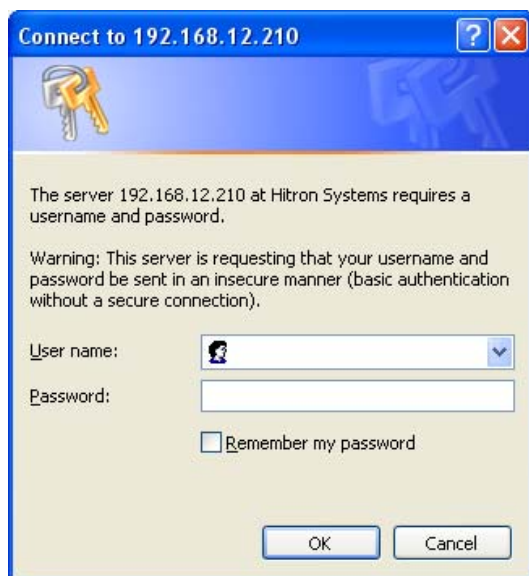 Connect to 192.168.12.210
?
The server 192.168.12.210 at Hitron Systems requires a
username and password.
Warning: This server is requesting that your username and
password be sent in an insecure manner (basic authentication
without a secure connection).
User name:
Password:
Remember my password
OK
Cancel